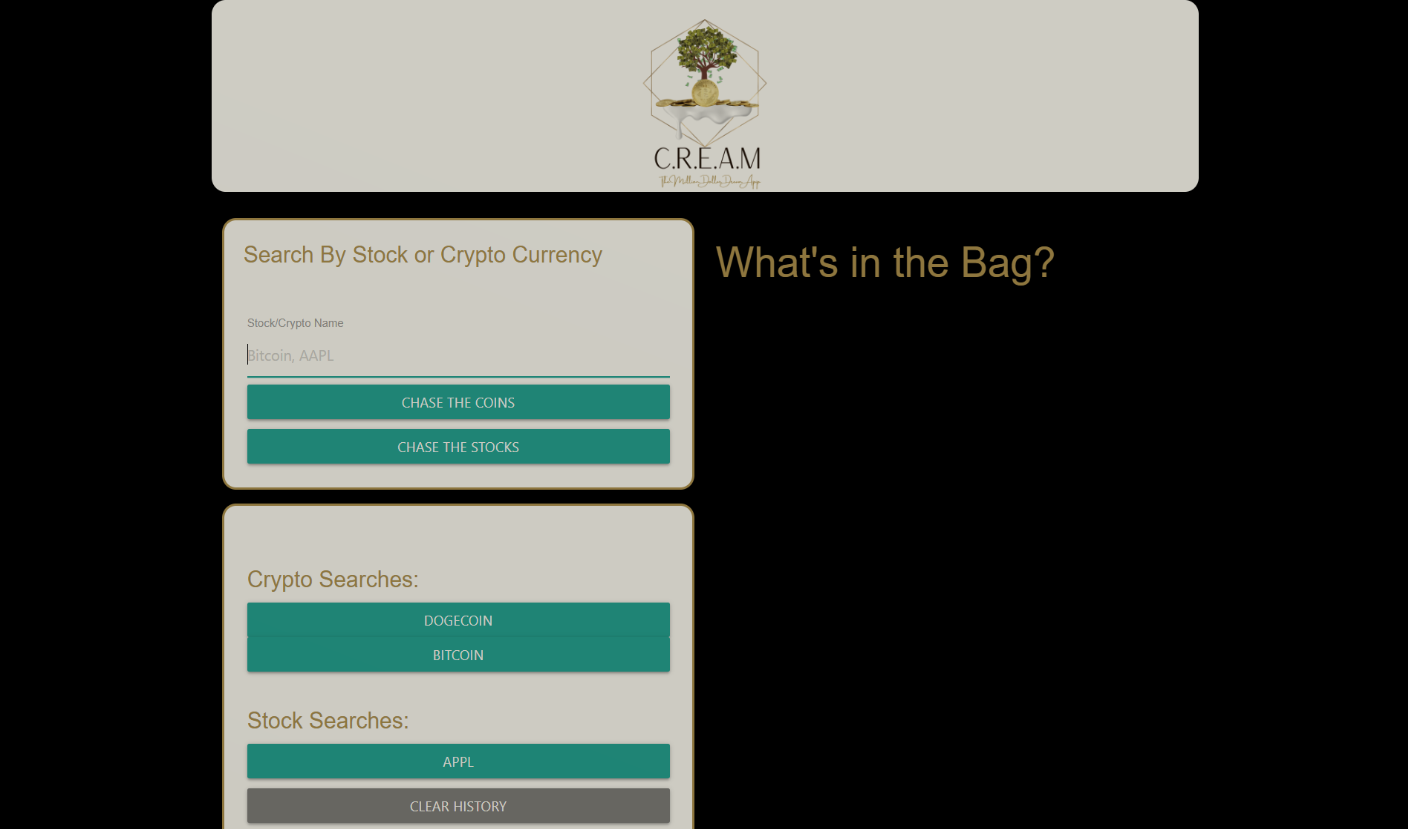 C.R.E.A.M
The Million Dollar Dream App
Search By Stock or Crypto Currency
What's in the Bag?
Stock/Crypto Name
Bitcoin, AAPL
CHASE THE COINS
CHASE THE STOCKS
Crypto Searches:
DOGECOIN
BITCOIN
Stock Searches:
APPL
CLEAR HISTORY